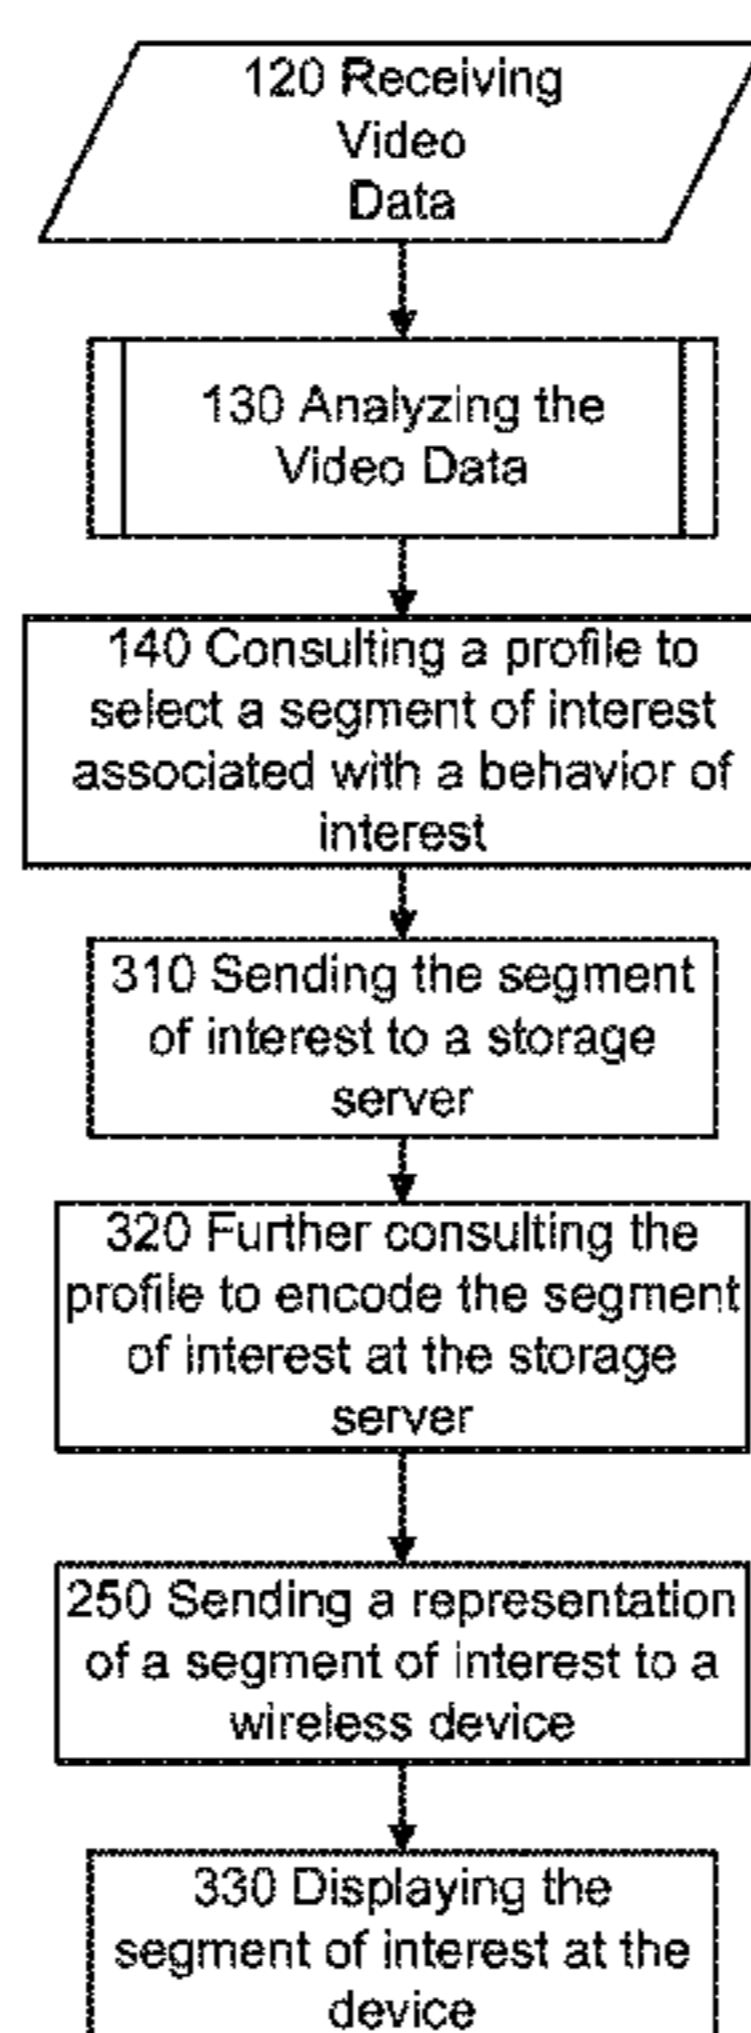 120 Receiving
Video
Data
130 Analyzing the
Video Data
140 Consulting a profile to
select a segment of interest
associated with a behavior of
interest
310 Sending the segment
of interest to a storage
server
320 Further consulting the
profile to encode the segment
of interest at the storage
server
250 Sending a representation
of a segment of interest to a
wireless device
330 Displaying the
segment of interest at the
device